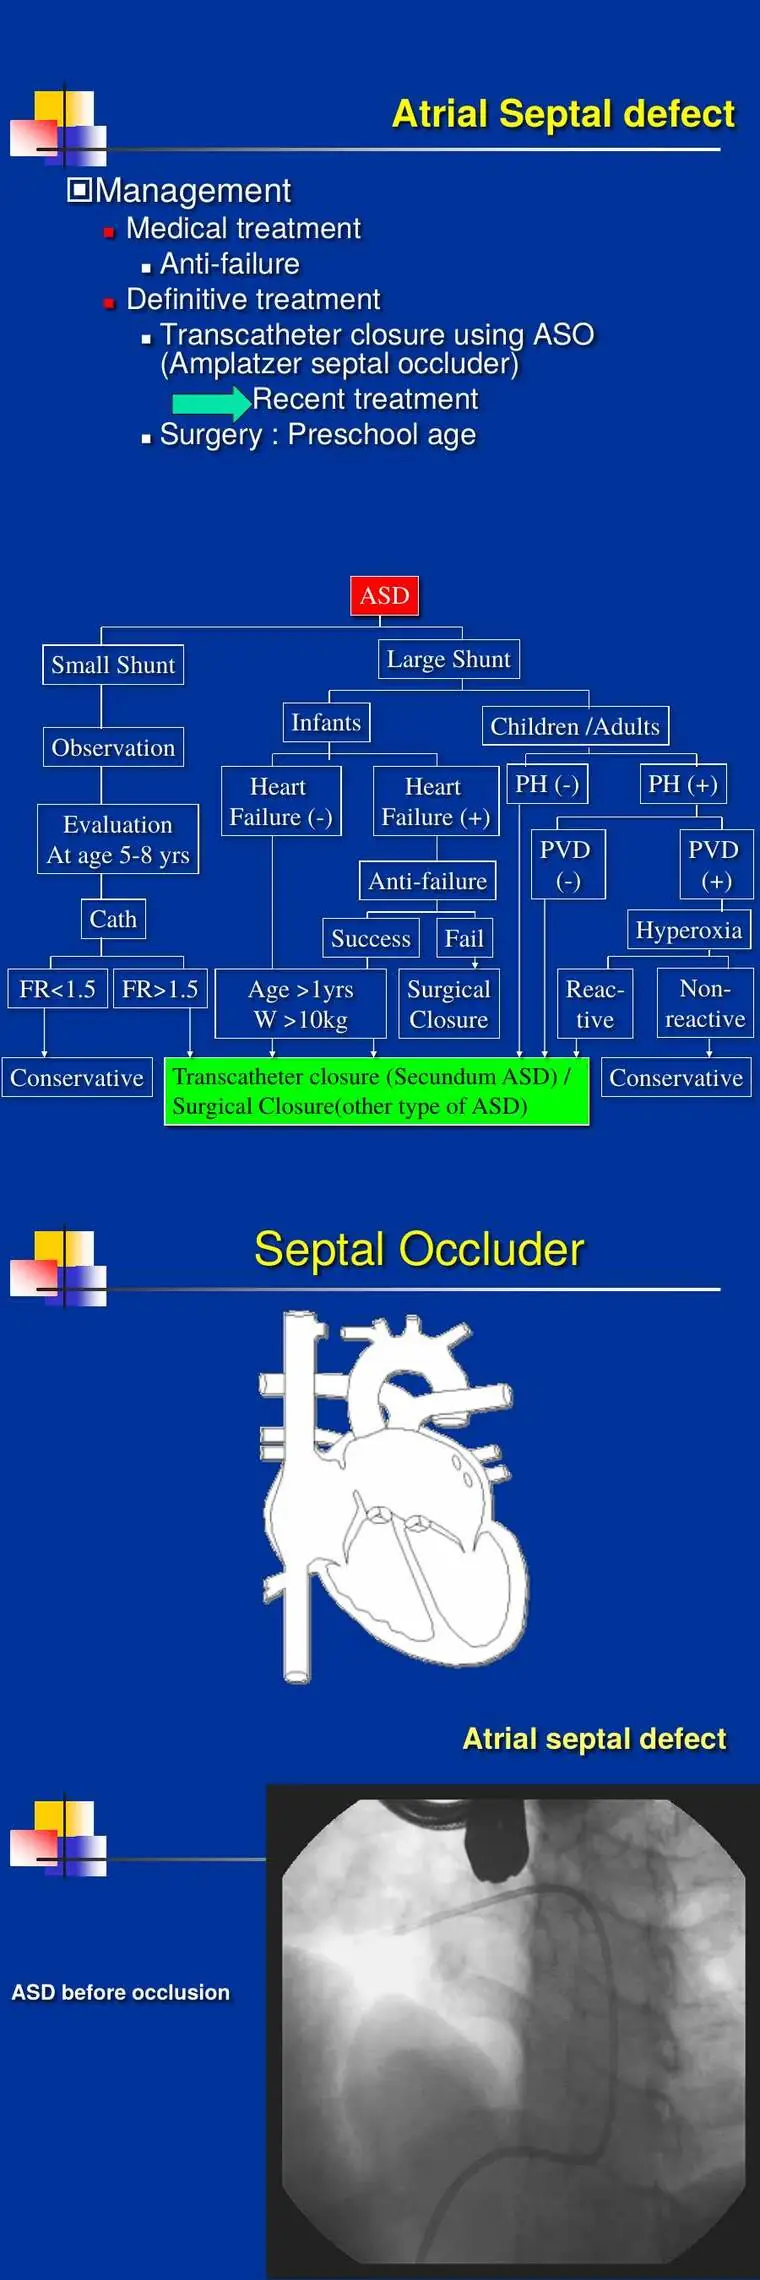 Atrial Septal defect
Management
Medical treatment
Anti-failure
Definitive treatment
Transcatheter closure using ASO
(Amplatzer septal occluder)
Recent treatment
Surgery : Preschool age
ASD
Small Shunt
Large Shunt
Infants
Children /Adults
Observation
Heart
Failure (-)
Heart
Failure (+)
PH (-)
PH (+)
Evaluation
At age 5-8 yrs
PVD
(-)
PVD
(+)
Anti-failure
Cath
Success
Fail
Hyperoxia
FR<1.5
FR>1.5
Age >1yrs
W >10kg
Surgical
Closure
Reac-
tive
Non-
reactive
Conservative
Transcatheter closure (Secundum ASD) /
Surgical Closure(other type of ASD)
Conservative
Septal Occluder
Atrial septal defect
ASD before occlusion